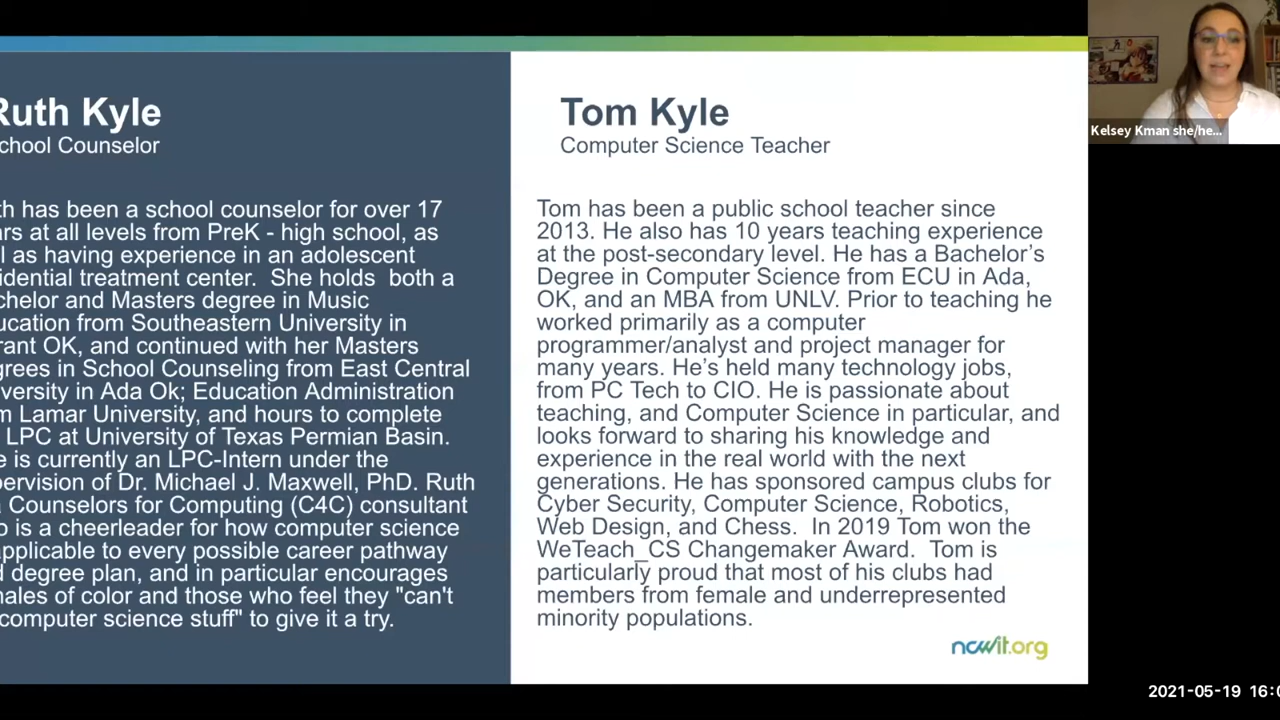 Ruth Kyle
chool Counselor
th has been a school counselor for over 17
ars at all levels from PreK - high school, as
l as having experience in an adolescent
idential treatment center. She holds both a
chelor and Masters degree in Music
ucation from Southeastern University in
rant OK, and continued with her Masters
grees in School Counseling from East Central
versity in Ada Ok; Education Administration
m Lamar University, and hours to complete
LPC at University of Texas Permian Basin.
e is currently an LPC-Intern under the
pervision of Dr. Michael J. Maxwell, PhD. Ruth
Counselors for Computing (C4C) consultant
o is a cheerleader for how computer science
applicable to every possible career pathway
d degree plan, and in particular encourages
ales of color and those who feel they "can't
computer science stuff" to give it a try.
Tom Kyle
Computer Science Teacher
Tom has been a public school teacher since
2013. He also has 10 years teaching experience
at the post-secondary level. He has a Bachelor's
Degree in Computer Science from ECU in Ada,
OK, and an MBA from UNLV. Prior to teaching he
worked primarily as a computer
programmer/analyst and project manager for
many years. He's held many technology jobs,
from PC Tech to CIO. He is passionate about
teaching, and Computer Science in particular, and
looks forward to sharing his knowledge and
experience in the real world with the next
generations. He has sponsored campus clubs for
Cyber Security, Computer Science, Robotics,
Web Design, and Chess. In 2019 Tom won the
WeTeach_CS Changemaker Award. Tom is
particularly proud that most of his clubs had
members from female and underrepresented
minority populations.
ncwit.org
Kelsey Kman she/he...
2021-05-19 16:0